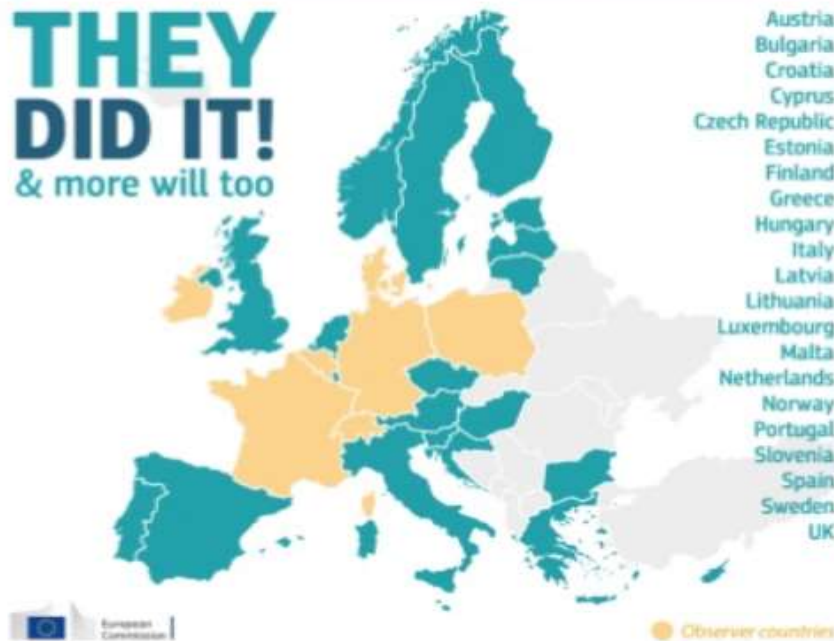 THEY
DID IT!
& more will too
Austria
Bulgaria
Croatia
Cyprus
Czech Republic
Estonia
Finland
Greece
Hungary
Italy
Latvia
Lithuania
Luxembourg
Malta
Netherlands
Norway
Portugal
Slovenia
Spain
Sweden
UK
European
Commission
Observer countries